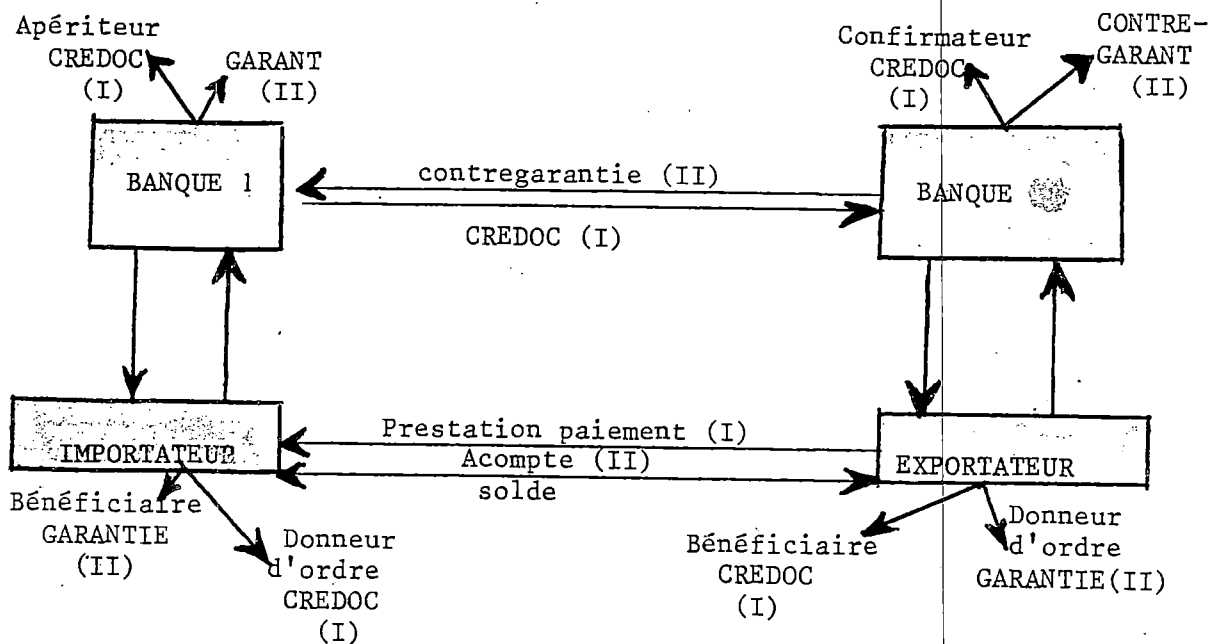 Apériteur
CREDOC
(I)
GARANT
(II)
Confirmateur
CREDOC
(I)
CONTRE-
GARANT
(II)
BANQUE 1
contregarantie (II)
CREDOC (I)
BANQUE
IMPORTATEUR
Prestation paiement (I)
Acompte (II)
solde
EXPORTATEUR
Bénéficiaire
GARANTIE
(II)
Donneur
d'ordre
CREDOC
(I)
Bénéficiaire
CREDOC
(I)
Donneur
d'ordre
GARANTIE(II)